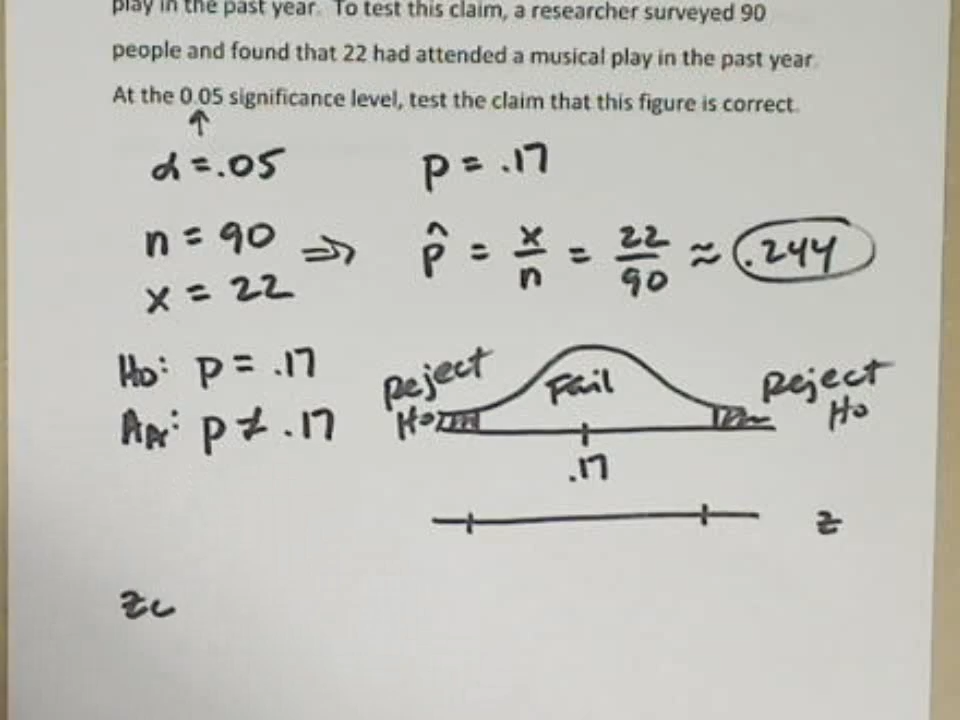 play in the past year. To test this claim, a researcher surveyed 90
people and found that 22 had attended a musical play in the past year.
At the 0.05 significance level, test the claim that this figure is correct.
↑
α = .05 p = .17
n = 90 ⇒ p̂ = x/n = 22/90 ≈ .244
x = 22
Ho: p = .17
Reject Ho Fail Reject Ho
HA: p ≠ .17
.17
z
zc